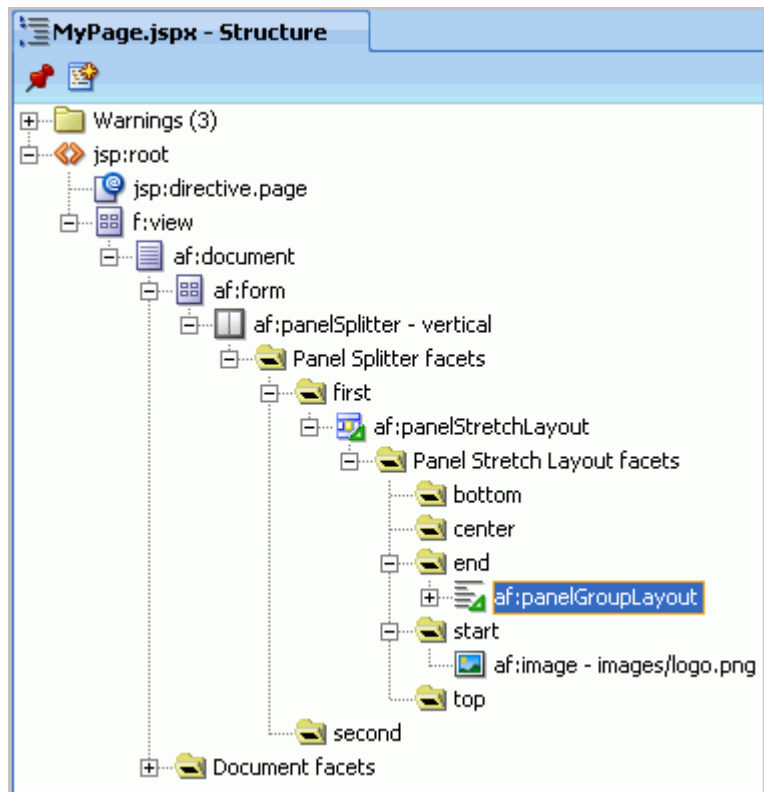 MyPage.jspx - Structure
Warnings (3)
jsp:root
jsp:directive.page
f:view
af:document
af:form
af:panelSplitter - vertical
Panel Splitter facets
first
af:panelStretchLayout
Panel Stretch Layout facets
bottom
center
end
af:panelGroupLayout
start
af:image - images/logo.png
top
second
Document facets